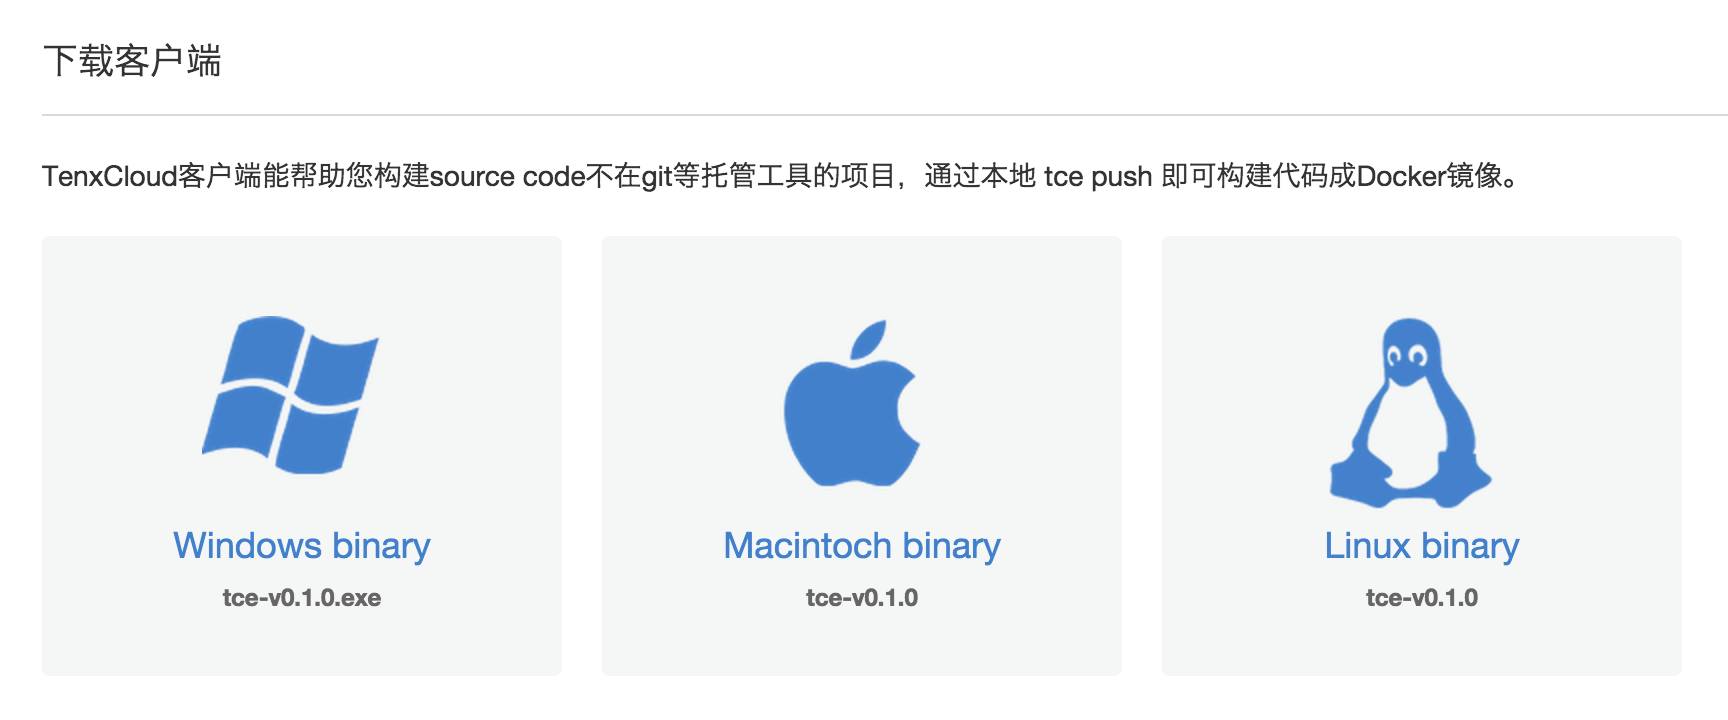 下载客户端
TenxCloud客户端能帮助您构建source code不在git等托管工具的项目，通过本地 tce push 即可构建代码成Docker镜像。
Windows binary
tce-v0.1.0.exe
Macintoch binary
tce-v0.1.0
Linux binary
tce-v0.1.0